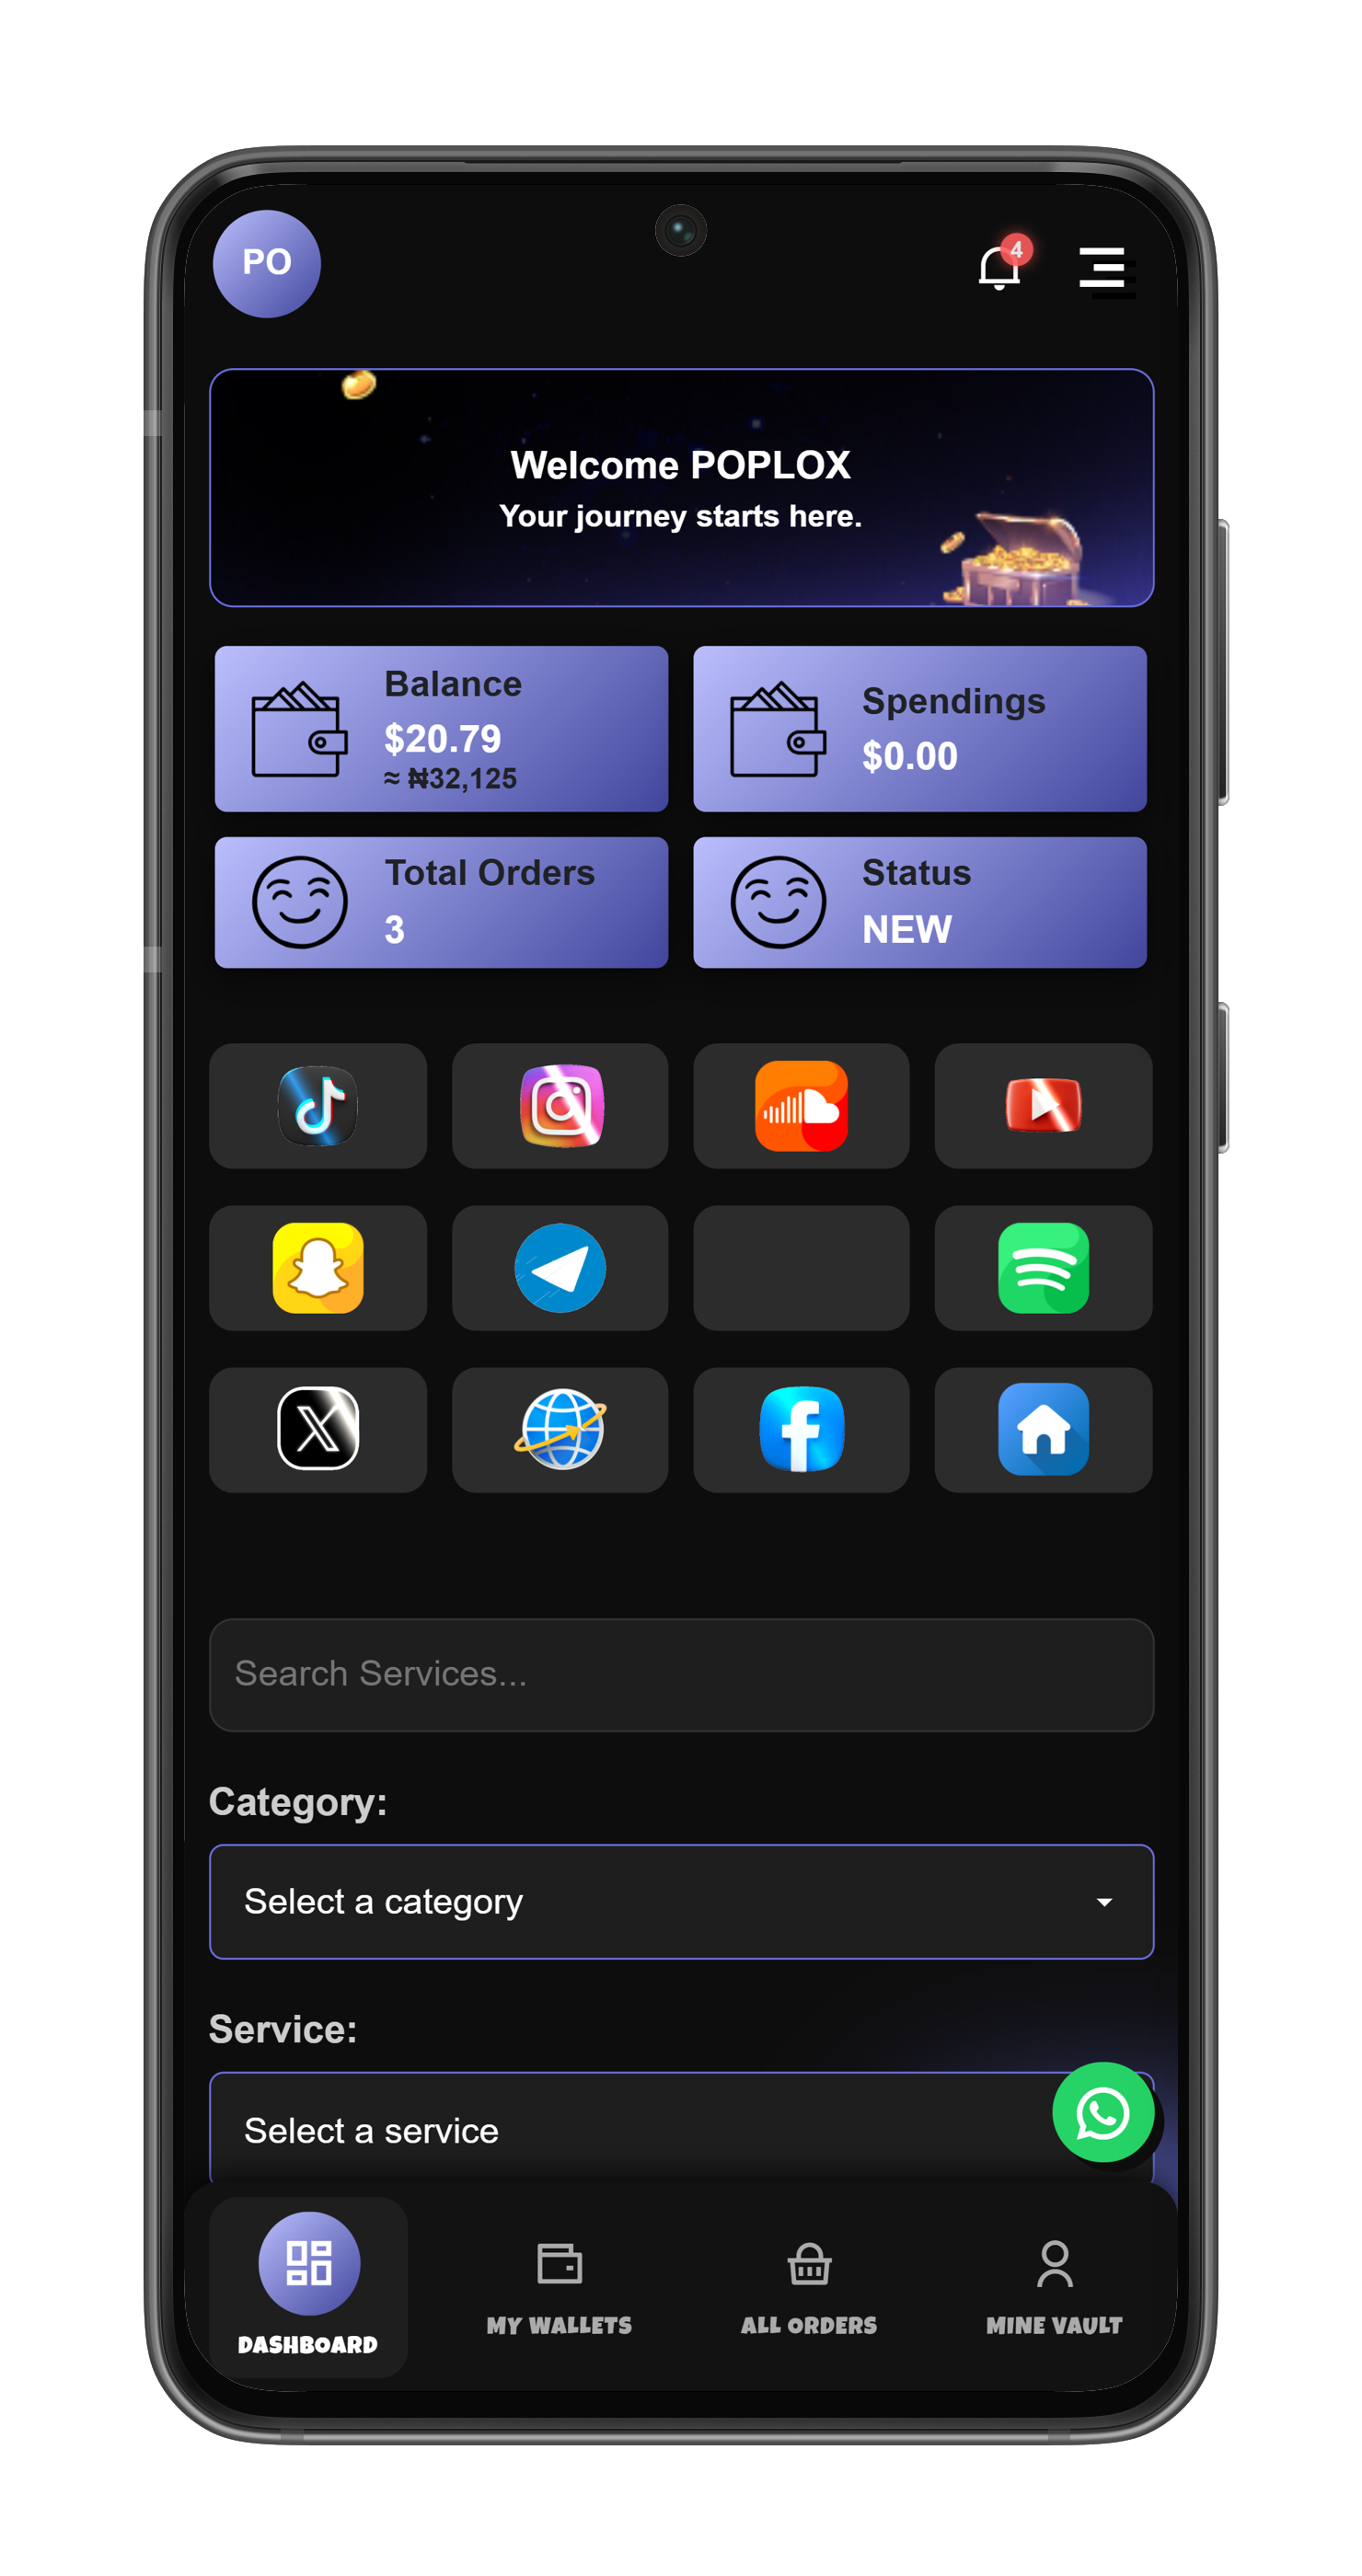 PO
4
Welcome POPLOX
Your journey starts here.
Balance
$20.79
≈ ₦32,125
Spendings
$0.00
Total Orders
3
Status
NEW
Search Services...
Category:
Select a category
Service:
Select a service
DASHBOARD
MY WALLETS
ALL ORDERS
MINE VAULT